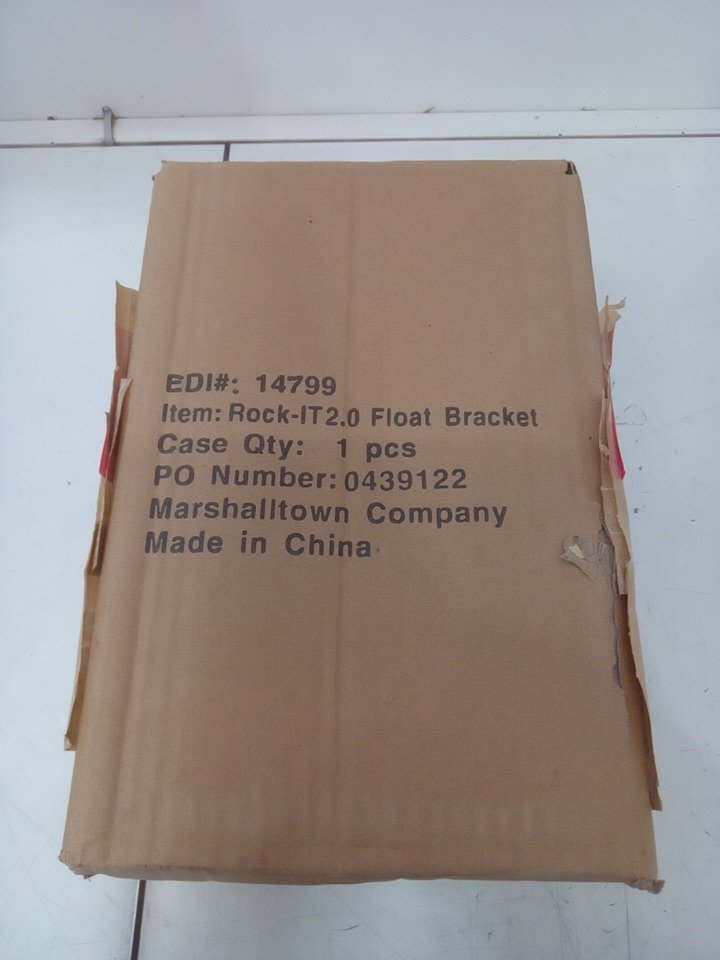 EDI#: 14799
Item: Rock-IT2.0 Float Bracket
Case Qty: 1 pcs
PO Number: 0439122
Marshalltown Company
Made in China